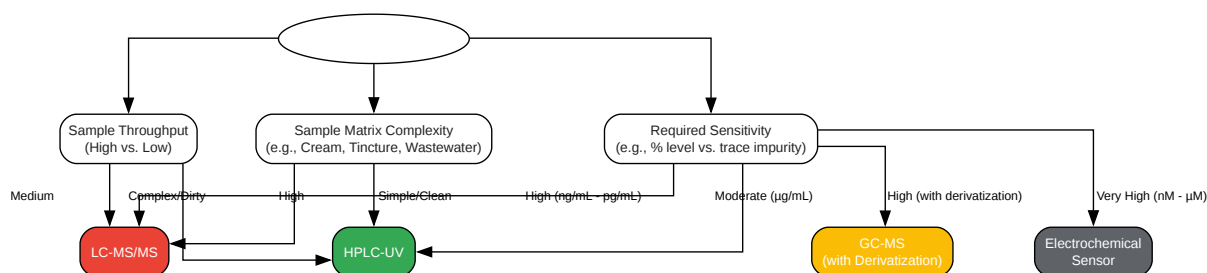 Sample Throughput
(High vs. Low)
Sample Matrix Complexity
(e.g., Cream, Tincture, Wastewater)
Required Sensitivity
(e.g., % level vs. trace impurity)
Medium
Complex/Dirty
High
Simple/Clean
High (ng/mL - pg/mL)
Moderate (µg/mL)
High (with derivatization)
Very High (nM - µM)
LC-MS/MS
HPLC-UV
GC-MS
(with Derivatization)
Electrochemical
Sensor